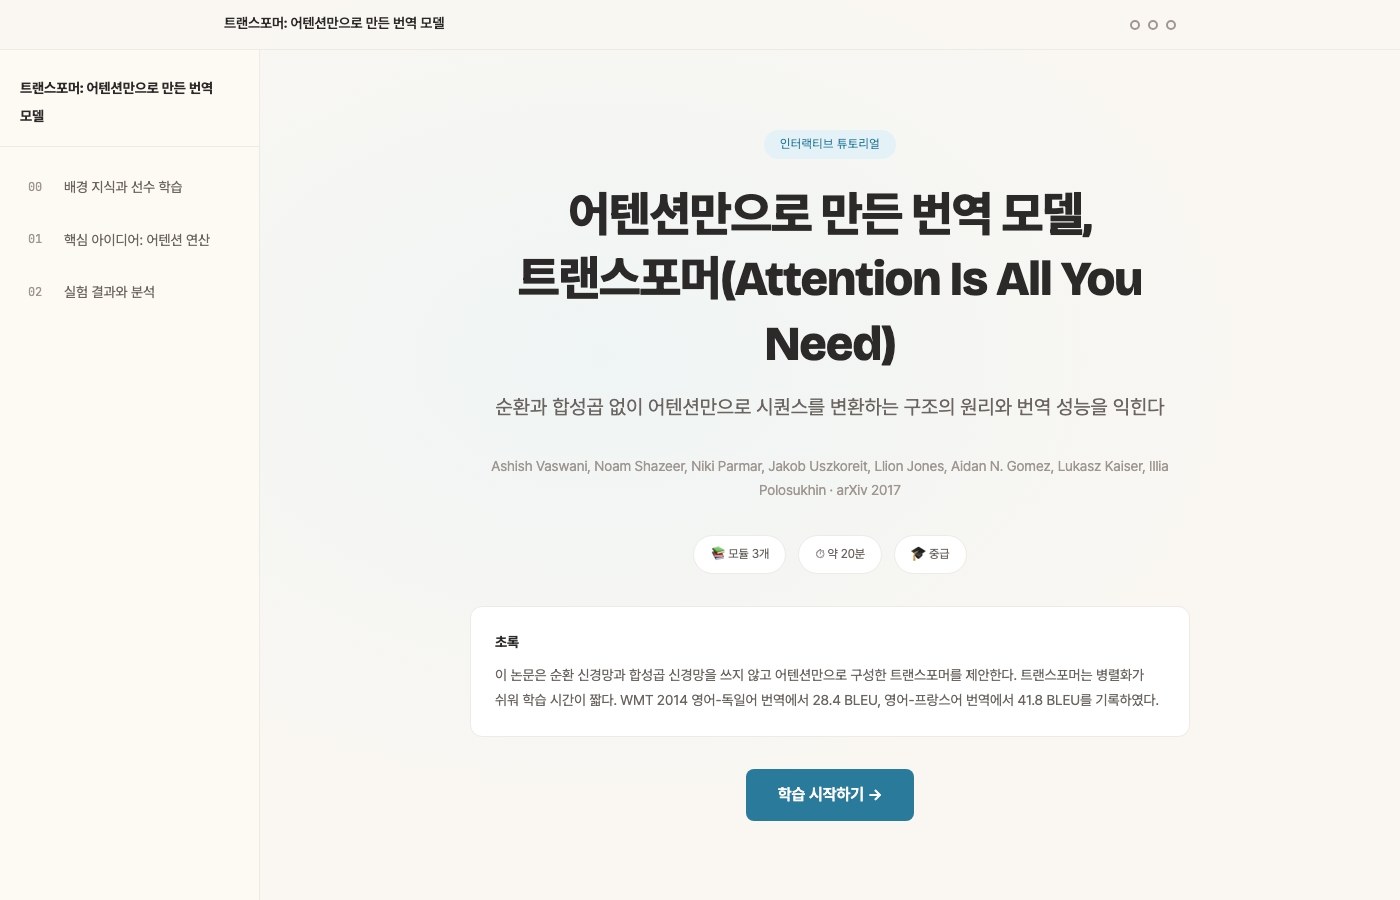 트랜스포머: 어텐션만으로 만든 번역 모델
트랜스포머: 어텐션만으로 만든 번역
모델
00 배경 지식과 선수 학습
01 핵심 아이디어: 어텐션 연산
02 실험 결과와 분석
인터랙티브 튜토리얼
어텐션만으로 만든 번역 모델,
트랜스포머(Attention Is All You
Need)
순환과 합성곱 없이 어텐션만으로 시퀀스를 변환하는 구조의 원리와 번역 성능을 익힌다
Ashish Vaswani, Noam Shazeer, Niki Parmar, Jakob Uszkoreit, Llion Jones, Aidan N. Gomez, Lukasz Kaiser, Illia
Polosukhin · arXiv 2017
📚 모듈 3개 ⏱ 약 20분 🎓 중급
초록
이 논문은 순환 신경망과 합성곱 신경망을 쓰지 않고 어텐션만으로 구성한 트랜스포머를 제안한다. 트랜스포머는 병렬화가
쉬워 학습 시간이 짧다. WMT 2014 영어-독일어 번역에서 28.4 BLEU, 영어-프랑스어 번역에서 41.8 BLEU를 기록하였다.
학습 시작하기 →